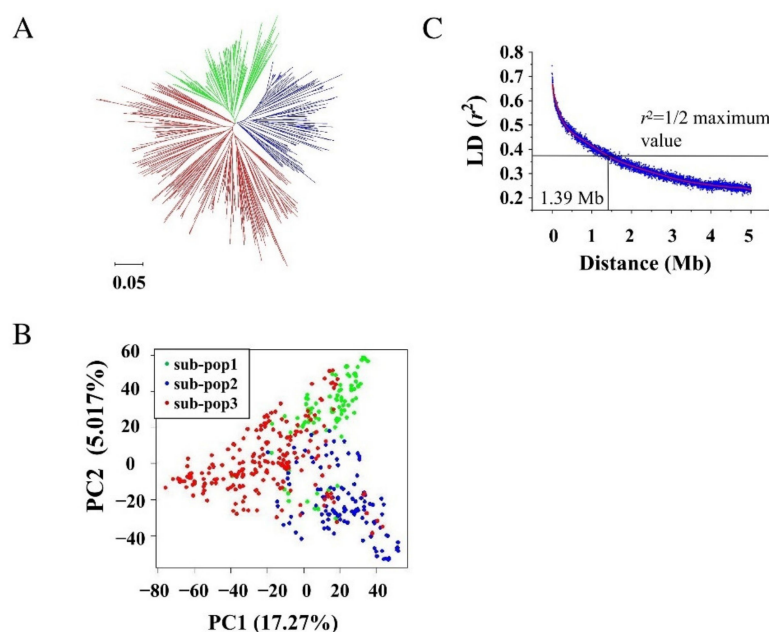 A
0.05
B
PC2 (5.017%)
60
40
20
0
−20
−40
sub-pop1
sub-pop2
sub-pop3
−80 −60 −40 −20 0 20 40
PC1 (17.27%)
C
LD (r²)
0.8
0.7
0.6
0.5
0.4
0.3
0.2
r²=1/2 maximum
value
1.39 Mb
0 1 2 3 4 5
Distance (Mb)